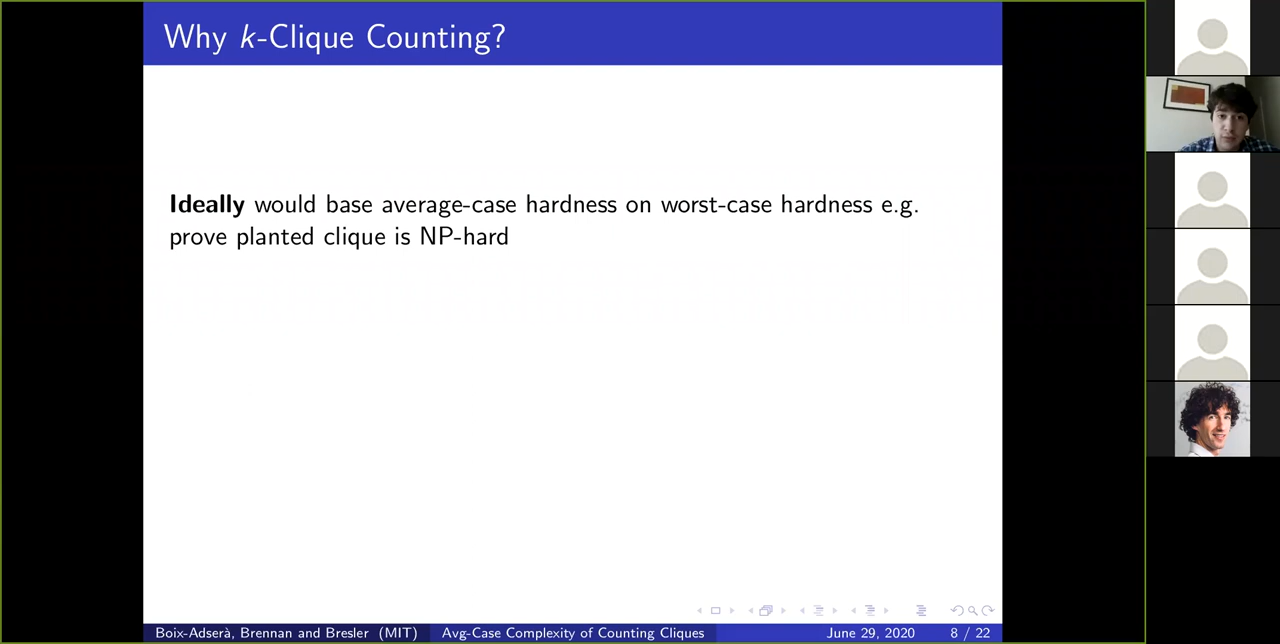 Why k-Clique Counting?
Ideally would base average-case hardness on worst-case hardness e.g.
prove planted clique is NP-hard
Boix-Adserà, Brennan and Bresler (MIT) Avg-Case Complexity of Counting Cliques June 29, 2020 8 / 22